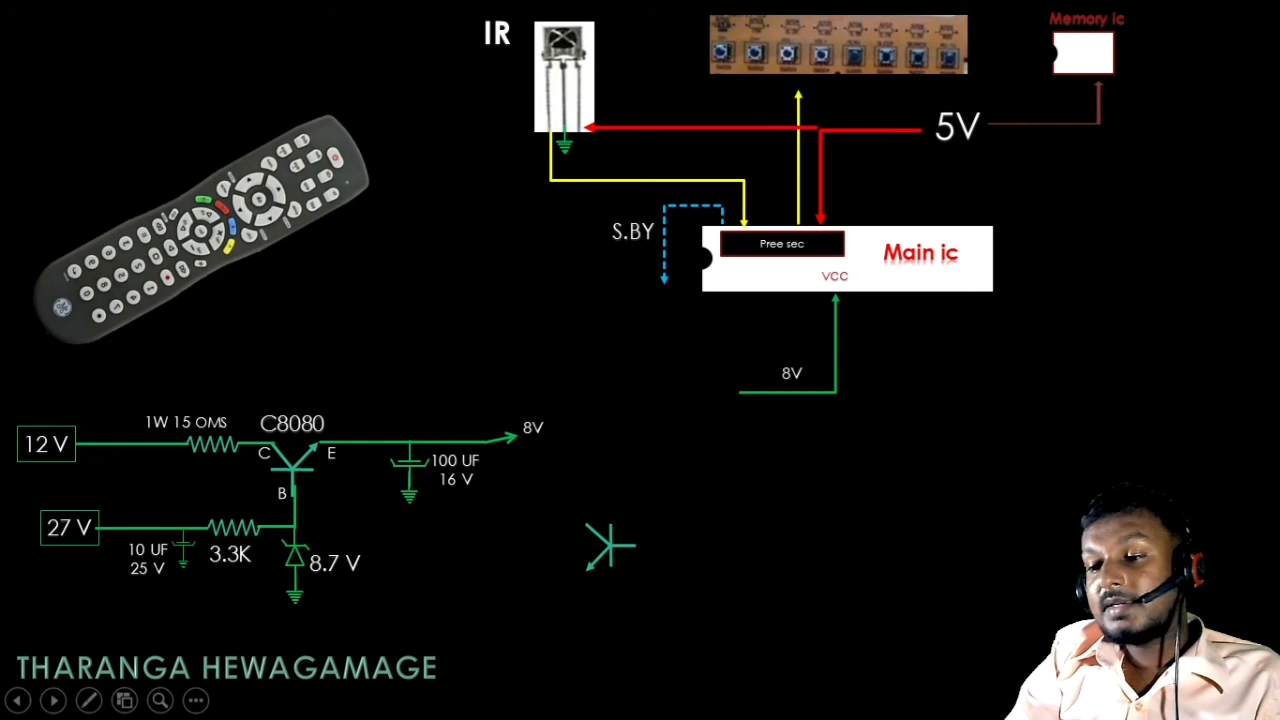 IR
Memory ic
5V
S.BY
Pree sec
Main ic
VCC
8V
1W 15 OMS
C8080
12 V
C
E
8V
100 UF
16 V
B
27 V
10 UF
25 V
3.3K
8.7 V
THARANGA HEWAGAMAGE